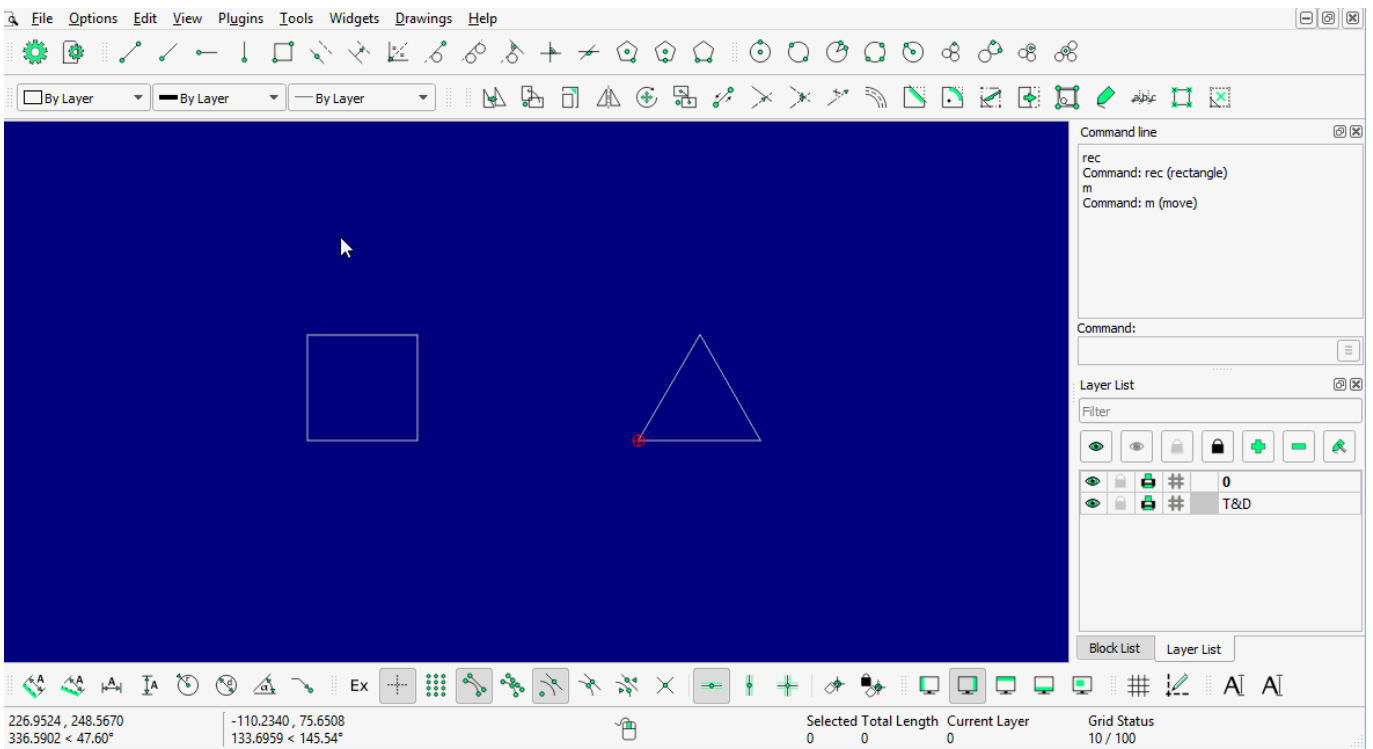 File Options Edit View Plugins Tools Widgets Drawings Help
By Layer By Layer By Layer
Command line
rec
Command: rec (rectangle)
m
Command: m (move)
Command:
Layer List
Filter
0
T&D
Block List Layer List
Ex
226.9524 , 248.5670 -110.2340 , 75.6508 Selected Total Length Current Layer Grid Status
336.5902 < 47.60° 133.6959 < 145.54° 0 0 0 10 / 100